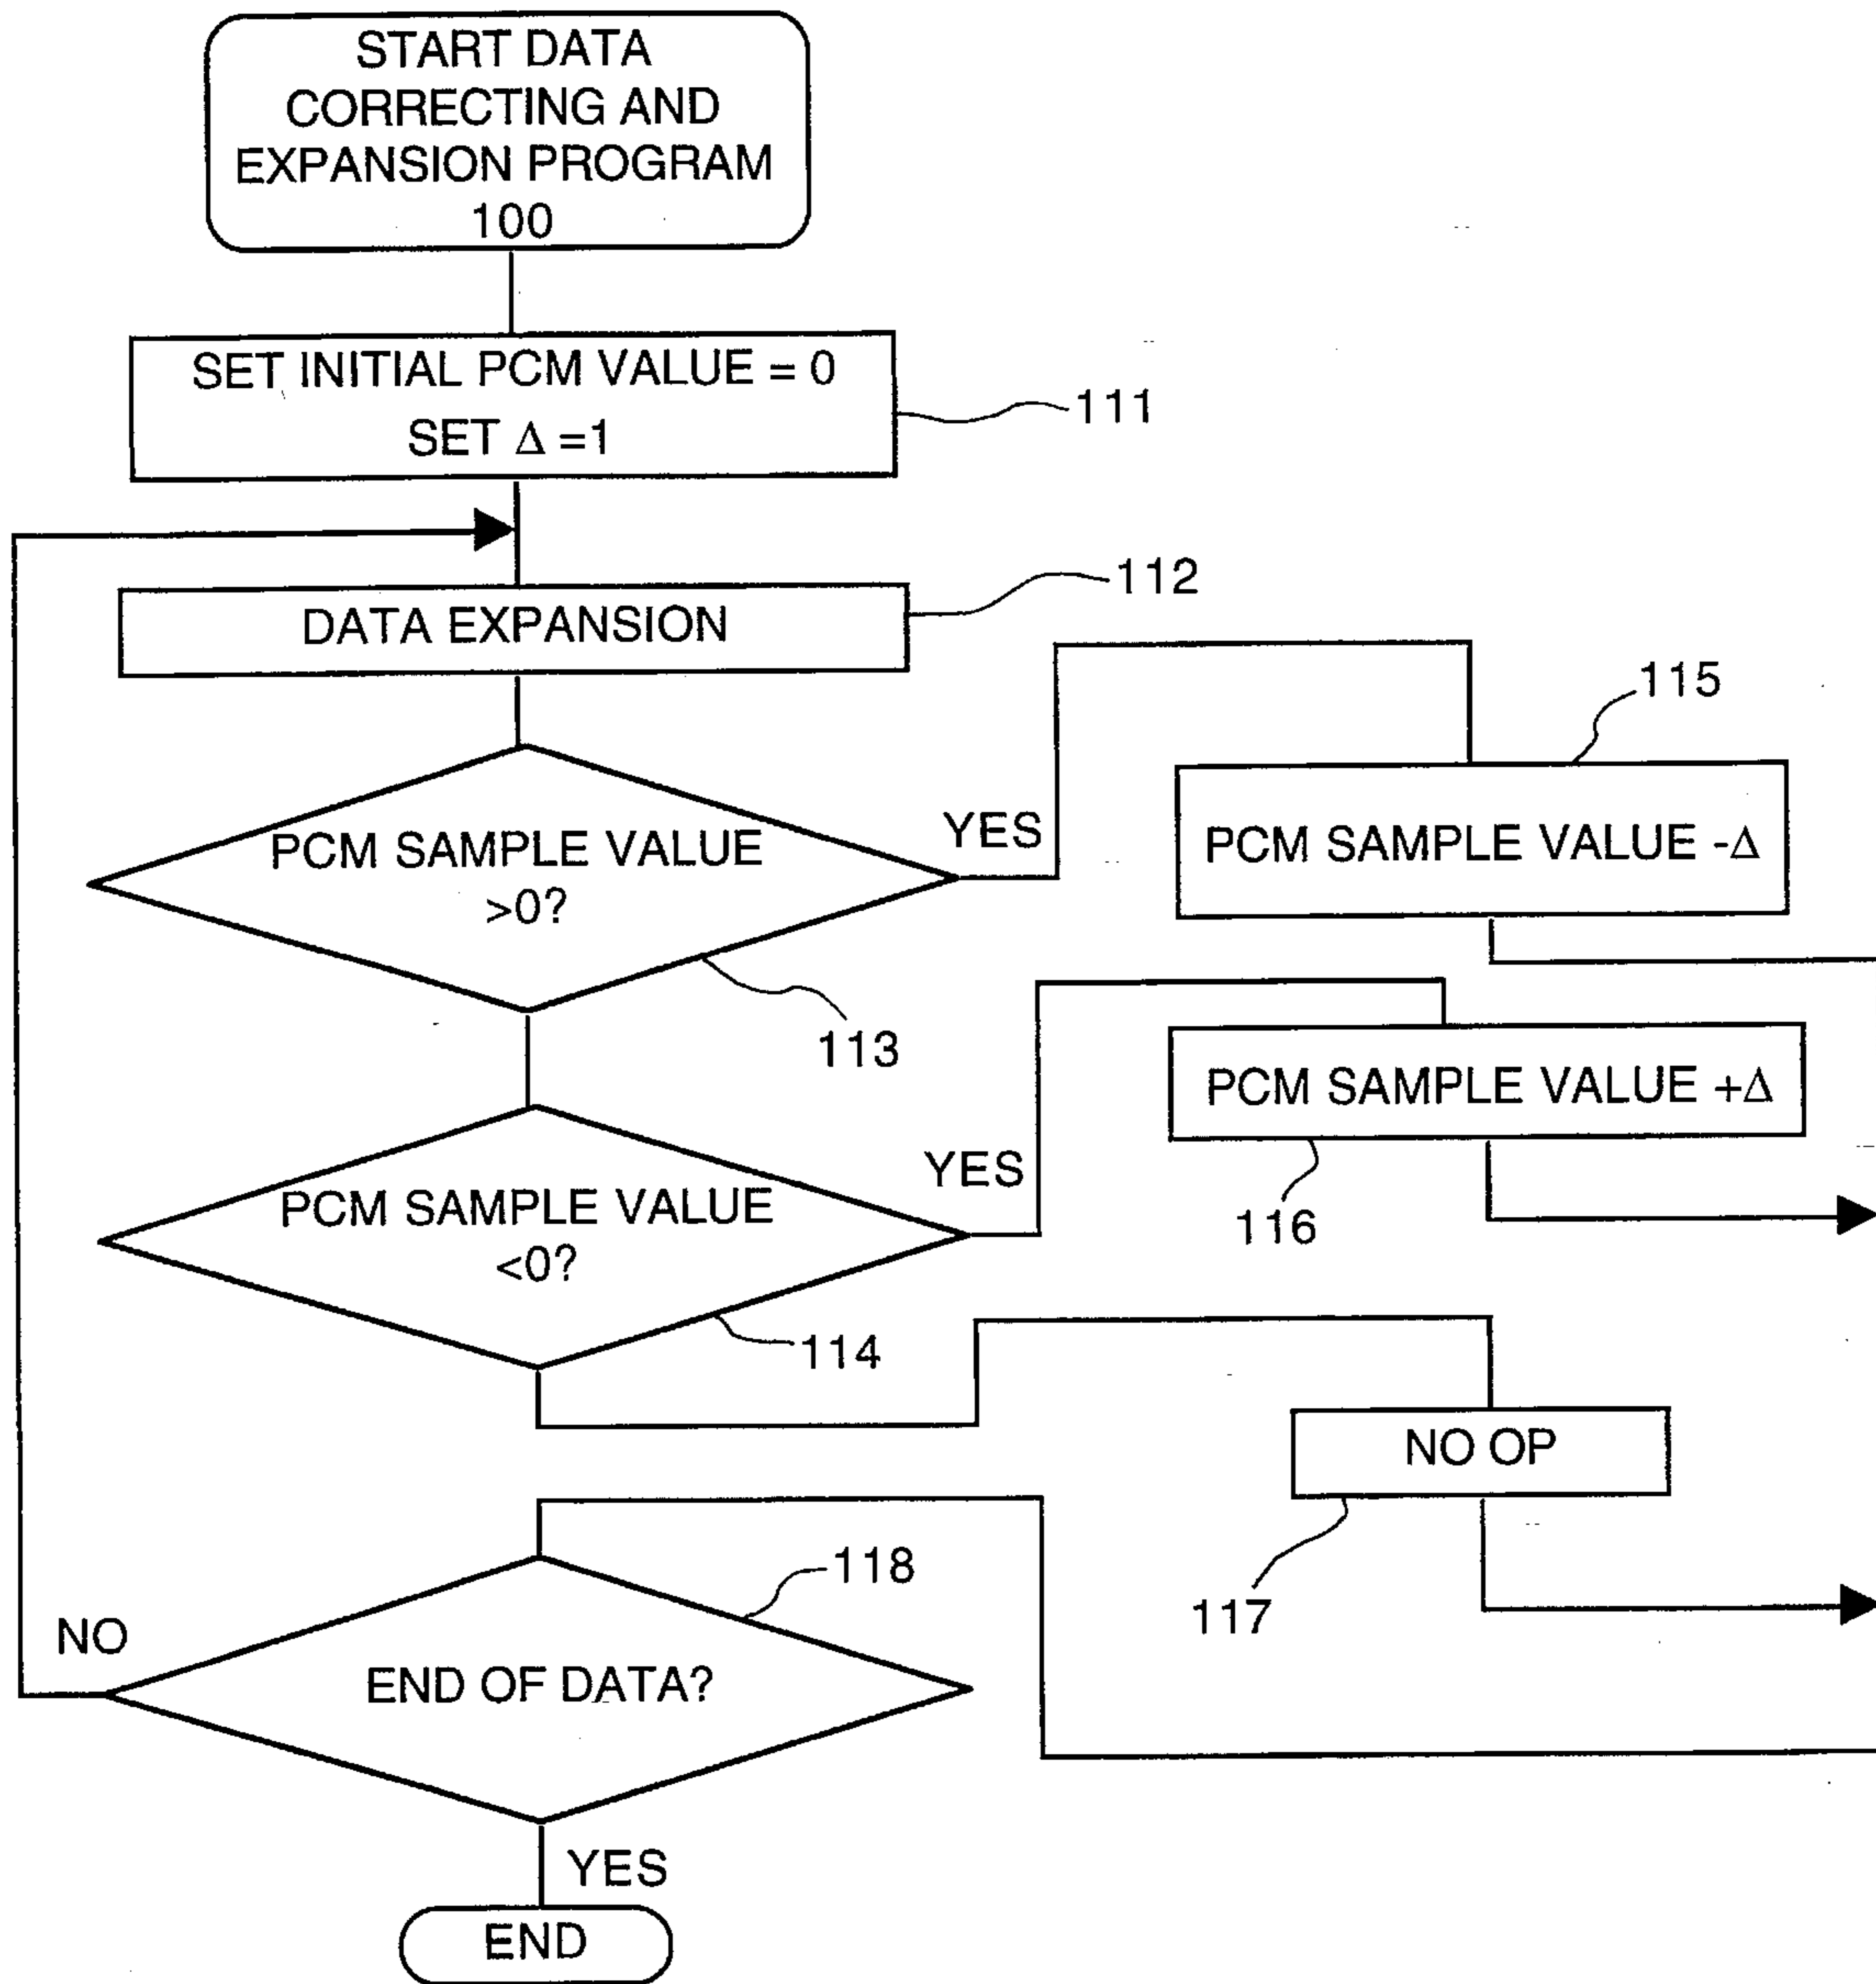 START DATA
CORRECTING AND
EXPANSION PROGRAM
100
SET INITIAL PCM VALUE = 0
SET Δ =1
111
DATA EXPANSION
112
PCM SAMPLE VALUE
>0?
YES
113
115
PCM SAMPLE VALUE -Δ
PCM SAMPLE VALUE
<0?
YES
114
PCM SAMPLE VALUE +Δ
116
NO OP
117
118
END OF DATA?
NO
YES
END